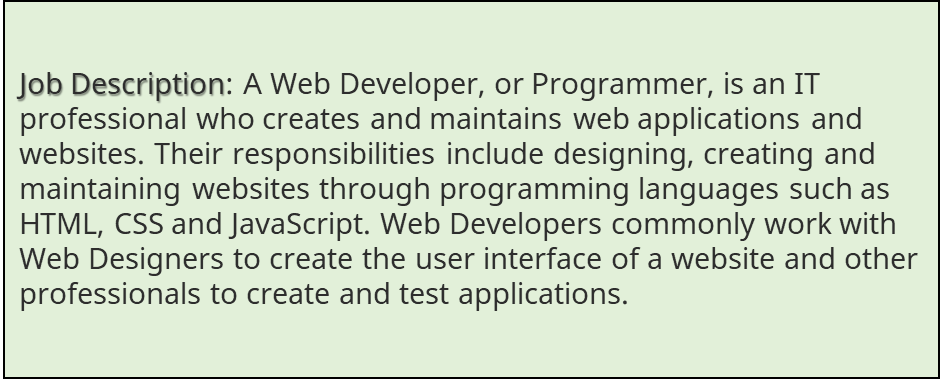 Job Description: A Web Developer, or Programmer, is an IT
professional who creates and maintains web applications and
websites. Their responsibilities include designing, creating and
maintaining websites through programming languages such as
HTML, CSS and JavaScript. Web Developers commonly work with
Web Designers to create the user interface of a website and other
professionals to create and test applications.